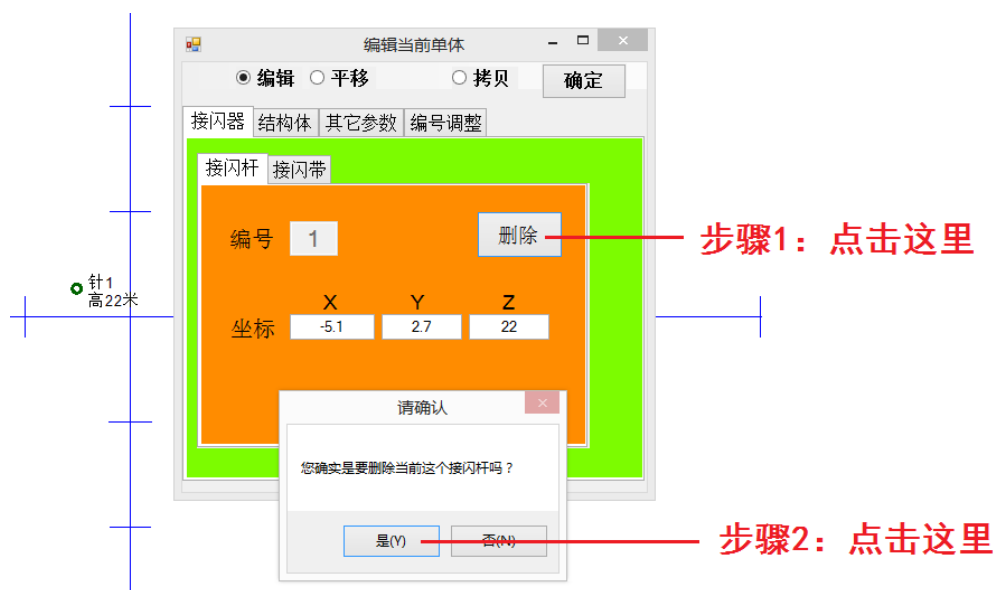 编辑当前单体
编辑 平移 拷贝 确定
接闪器 结构体 其它参数 编号调整
接闪杆 接闪带
编号 1 删除
步骤1：点击这里
针1
高22米
X Y Z
坐标 -5.1 2.7 22
请确认
您确实是要删除当前这个接闪杆吗？
是(Y) 否(N)
步骤2：点击这里